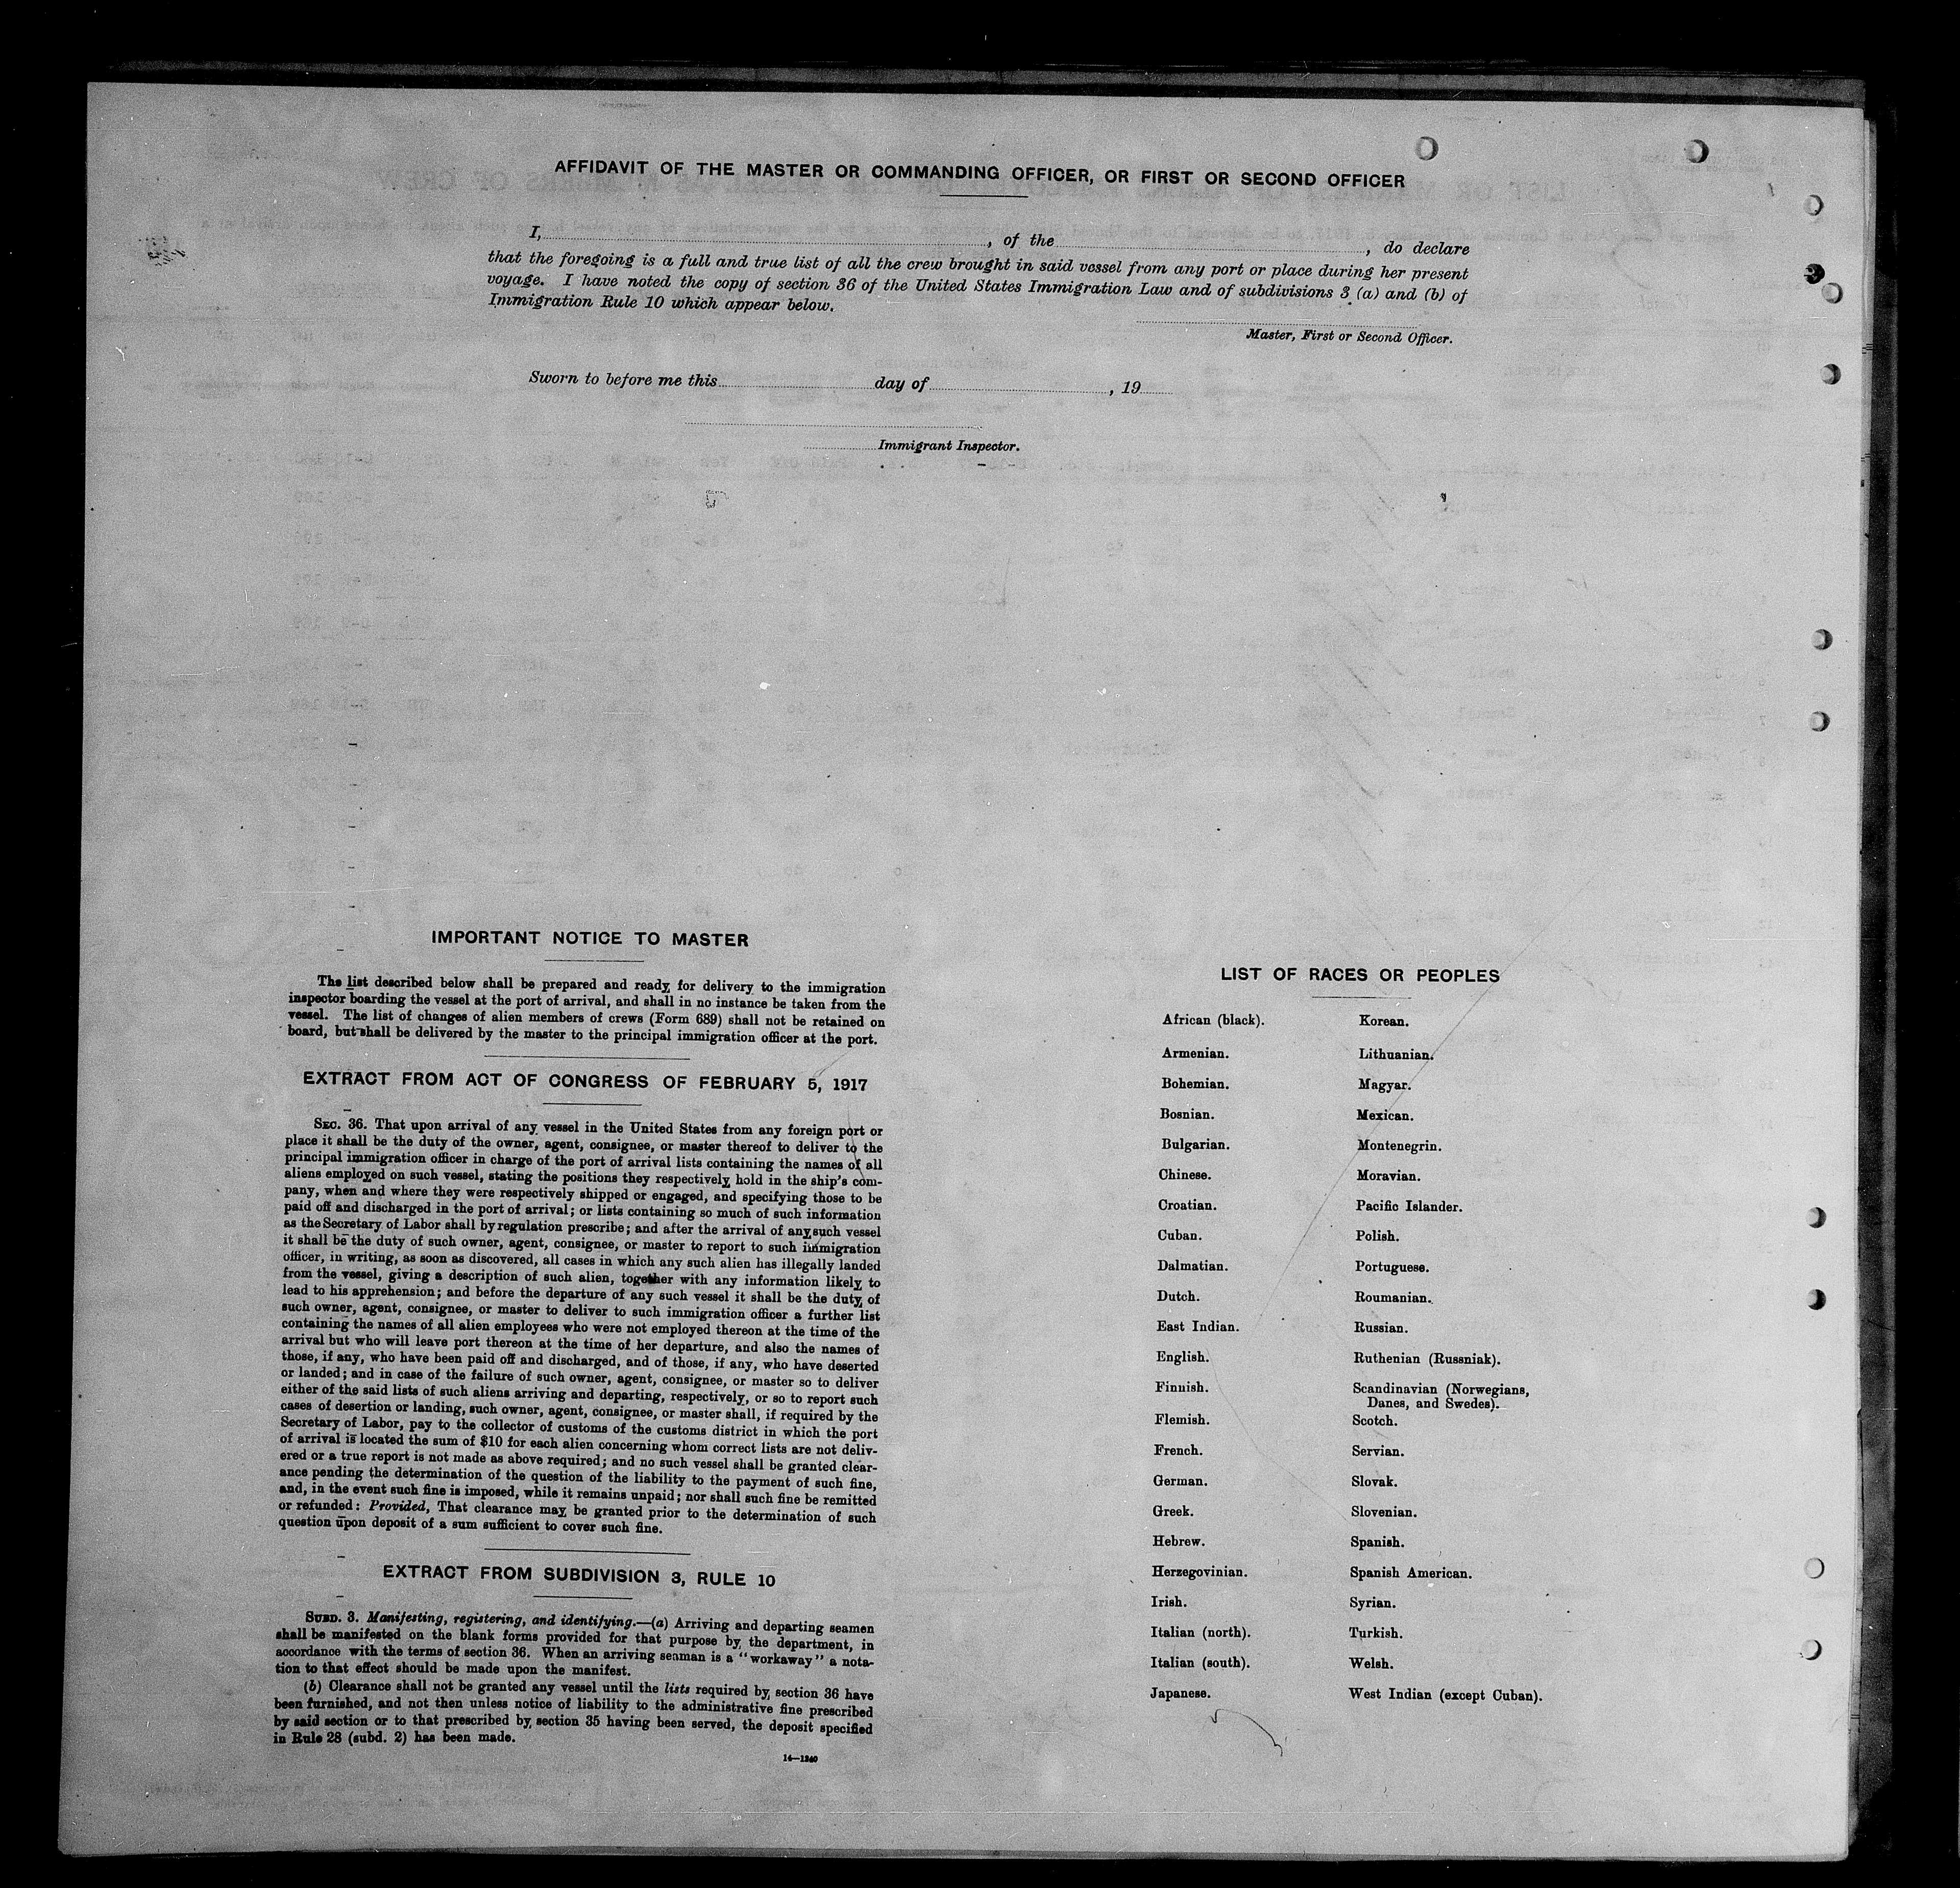 AFFIDAVIT OF THE MASTER OR COMMANDING OFFICER, OR FIRST OR SECOND OFFICER
I, , of the , do declare
that the foregoing is a full and true list of all the crew brought in said vessel from any port or place during her present
voyage. I have noted the copy of section 36 of the United States Immigration Law and of subdivisions 3 (a) and (b) of
Immigration Rule 10 which appear below.
Master, First or Second Officer.
Sworn to before me this day of , 19
Immigrant Inspector.
IMPORTANT NOTICE TO MASTER
The list described below shall be prepared and ready for delivery to the immigration
inspector boarding the vessel at the port of arrival, and shall in no instance be taken from the
vessel. The list of changes of alien members of crews (Form 689) shall not be retained on
board, but shall be delivered by the master to the principal immigration officer at the port.
EXTRACT FROM ACT OF CONGRESS OF FEBRUARY 5, 1917
SEC. 36. That upon arrival of any vessel in the United States from any foreign port or
place it shall be the duty of the owner, agent, consignee, or master thereof to deliver to the
principal immigration officer in charge of the port of arrival lists containing the names of all
aliens employed on such vessel, stating the positions they respectively hold in the ship's com-
pany, when and where they were respectively shipped or engaged, and specifying those to be
paid off and discharged in the port of arrival; or lists containing so much of such information
as the Secretary of Labor shall by regulation prescribe; and after the arrival of any such vessel
it shall be the duty of such owner, agent, consignee, or master to report to such immigration
officer, in writing, as soon as discovered, all cases in which any such alien has illegally landed
from the vessel, giving a description of such alien, together with any information likely to
lead to his apprehension; and before the departure of any such vessel it shall be the duty of
such owner, agent, consignee, or master to deliver to such immigration officer a further list
containing the names of all alien employees who were not employed thereon at the time of the
arrival but who will leave port thereon at the time of her departure, and also the names of
those, if any, who have been paid off and discharged, and of those, if any, who have deserted
or landed; and in case of the failure of such owner, agent, consignee, or master so to deliver
either of the said lists of such aliens arriving and departing, respectively, or so to report such
cases of desertion or landing, such owner, agent, consignee, or master shall, if required by the
Secretary of Labor, pay to the collector of customs of the customs district in which the port
of arrival is located the sum of $10 for each alien concerning whom correct lists are not deliv-
ered or a true report is not made as above required; and no such vessel shall be granted clear-
ance pending the determination of the question of the liability to the payment of such fine,
and, in the event such fine is imposed, while it remains unpaid; nor shall such fine be remitted
or refunded: Provided, That clearance may be granted prior to the determination of such
question upon deposit of a sum sufficient to cover such fine.
EXTRACT FROM SUBDIVISION 3, RULE 10
SUBD. 3. Manifesting, registering, and identifying.—(a) Arriving and departing seamen
shall be manifested on the blank forms provided for that purpose by the department, in
accordance with the terms of section 36. When an arriving seaman is a "workaway" a nota-
tion to that effect should be made upon the manifest.
(b) Clearance shall not be granted any vessel until the lists required by section 36 have
been furnished, and not then unless notice of liability to the administrative fine prescribed
by said section or to that prescribed by section 35 having been served, the deposit specified
in Rule 28 (subd. 2) has been made.
14—1240
LIST OF RACES OR PEOPLES
African (black).
Armenian.
Bohemian.
Bosnian.
Bulgarian.
Chinese.
Croatian.
Cuban.
Dalmatian.
Dutch.
East Indian.
English.
Finnish.
Flemish.
French.
German.
Greek.
Hebrew.
Herzegovinian.
Irish.
Italian (north).
Italian (south).
Japanese.
Korean.
Lithuanian.
Magyar.
Mexican.
Montenegrin.
Moravian.
Pacific Islander.
Polish.
Portuguese.
Roumanian.
Russian.
Ruthenian (Russniak).
Scandinavian (Norwegians,
Danes, and Swedes).
Scotch.
Servian.
Slovak.
Slovenian.
Spanish.
Spanish American.
Syrian.
Turkish.
Welsh.
West Indian (except Cuban).